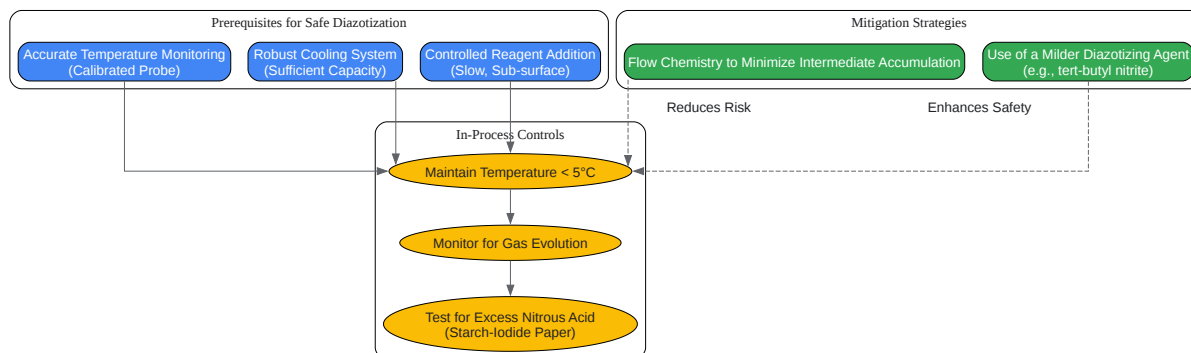 Prerequisites for Safe Diazotization
Accurate Temperature Monitoring
(Calibrated Probe)
Robust Cooling System
(Sufficient Capacity)
Controlled Reagent Addition
(Slow, Sub-surface)
Mitigation Strategies
Flow Chemistry to Minimize Intermediate Accumulation
Use of a Milder Diazotizing Agent
(e.g., tert-butyl nitrite)
Reduces Risk
Enhances Safety
In-Process Controls
Maintain Temperature < 5°C
Monitor for Gas Evolution
Test for Excess Nitrous Acid
(Starch-Iodide Paper)